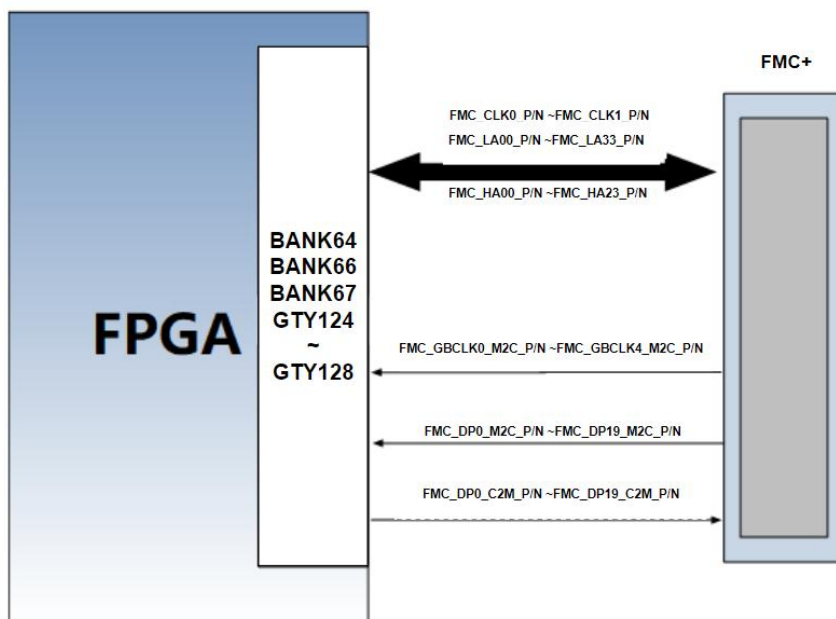 FMC+
FMC_CLK0_P/N ~FMC_CLK1_P/N
FMC_LA00_P/N ~FMC_LA33_P/N
FMC_HA00_P/N ~FMC_HA23_P/N
BANK64
BANK66
BANK67
GTY124
~
GTY128
FPGA
FMC_GBCLK0_M2C_P/N ~FMC_GBCLK4_M2C_P/N
FMC_DP0_M2C_P/N ~FMC_DP19_M2C_P/N
FMC_DP0_C2M_P/N ~FMC_DP19_C2M_P/N